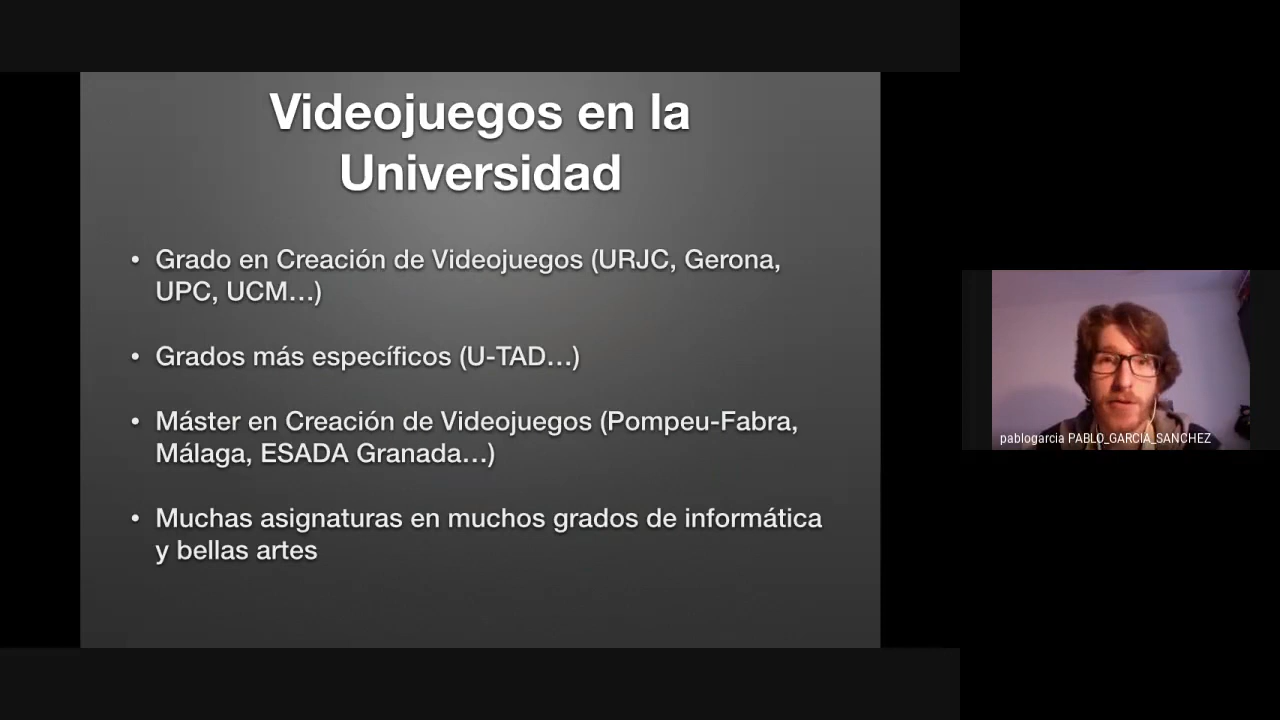 Videojuegos en la
Universidad
• Grado en Creación de Videojuegos (URJC, Gerona,
UPC, UCM...)
• Grados más específicos (U-TAD...)
• Máster en Creación de Videojuegos (Pompeu-Fabra,
Málaga, ESADA Granada...)
• Muchas asignaturas en muchos grados de informática
y bellas artes
pablogarcia PABLO_GARCIA_SANCHEZ